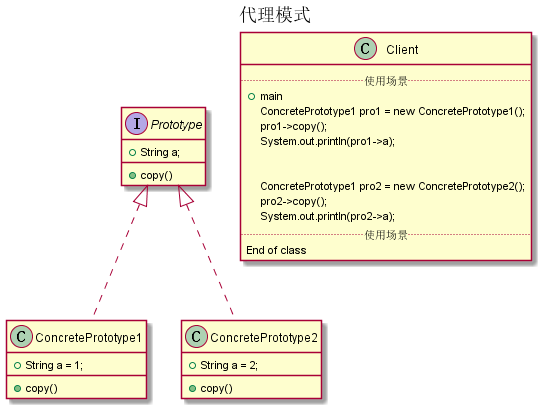 代理模式
C Client
使用场景
main
ConcretePrototype1 pro1 = new ConcretePrototype1();
pro1->copy();
System.out.println(pro1->a);
ConcretePrototype1 pro2 = new ConcretePrototype2();
pro2->copy();
System.out.println(pro2->a);
使用场景
End of class
I Prototype
String a;
copy()
C ConcretePrototype1
String a = 1;
copy()
C ConcretePrototype2
String a = 2;
copy()